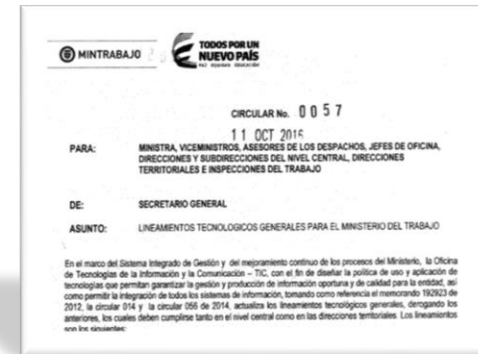 MINTRABAJO
TODOS POR UN
NUEVO PAÍS
PAZ EQUIDAD EDUCACIÓN
CIRCULAR No. 0057
11 OCT 2016
PARA: MINISTRA, VICEMINISTROS, ASESORES DE LOS DESPACHOS, JEFES DE OFICINA,
DIRECCIONES Y SUBDIRECCIONES DEL NIVEL CENTRAL, DIRECCIONES
TERRITORIALES E INSPECCIONES DEL TRABAJO
DE: SECRETARIO GENERAL
ASUNTO: LINEAMIENTOS TECNOLOGICOS GENERALES PARA EL MINISTERIO DEL TRABAJO
En el marco del Sistema Integrado de Gestión y del mejoramiento continuo de los procesos del Ministerio, la Oficina
de Tecnologías de la Información y la Comunicación – TIC, con el fin de diseñar la política de uso y aplicación de
tecnologías que permitan garantizar la gestión y producción de información oportuna y de calidad para la entidad, así
como permitir la integración de todos los sistemas de información, tomando como referencia el memorando 192923 de
2012, la circular 014 y la circular 056 de 2014, actualiza los lineamientos tecnológicos generales, derogando los
anteriores, los cuales deben cumplirse tanto en el nivel central como en las direcciones territoriales. Los lineamientos
son los siguientes: